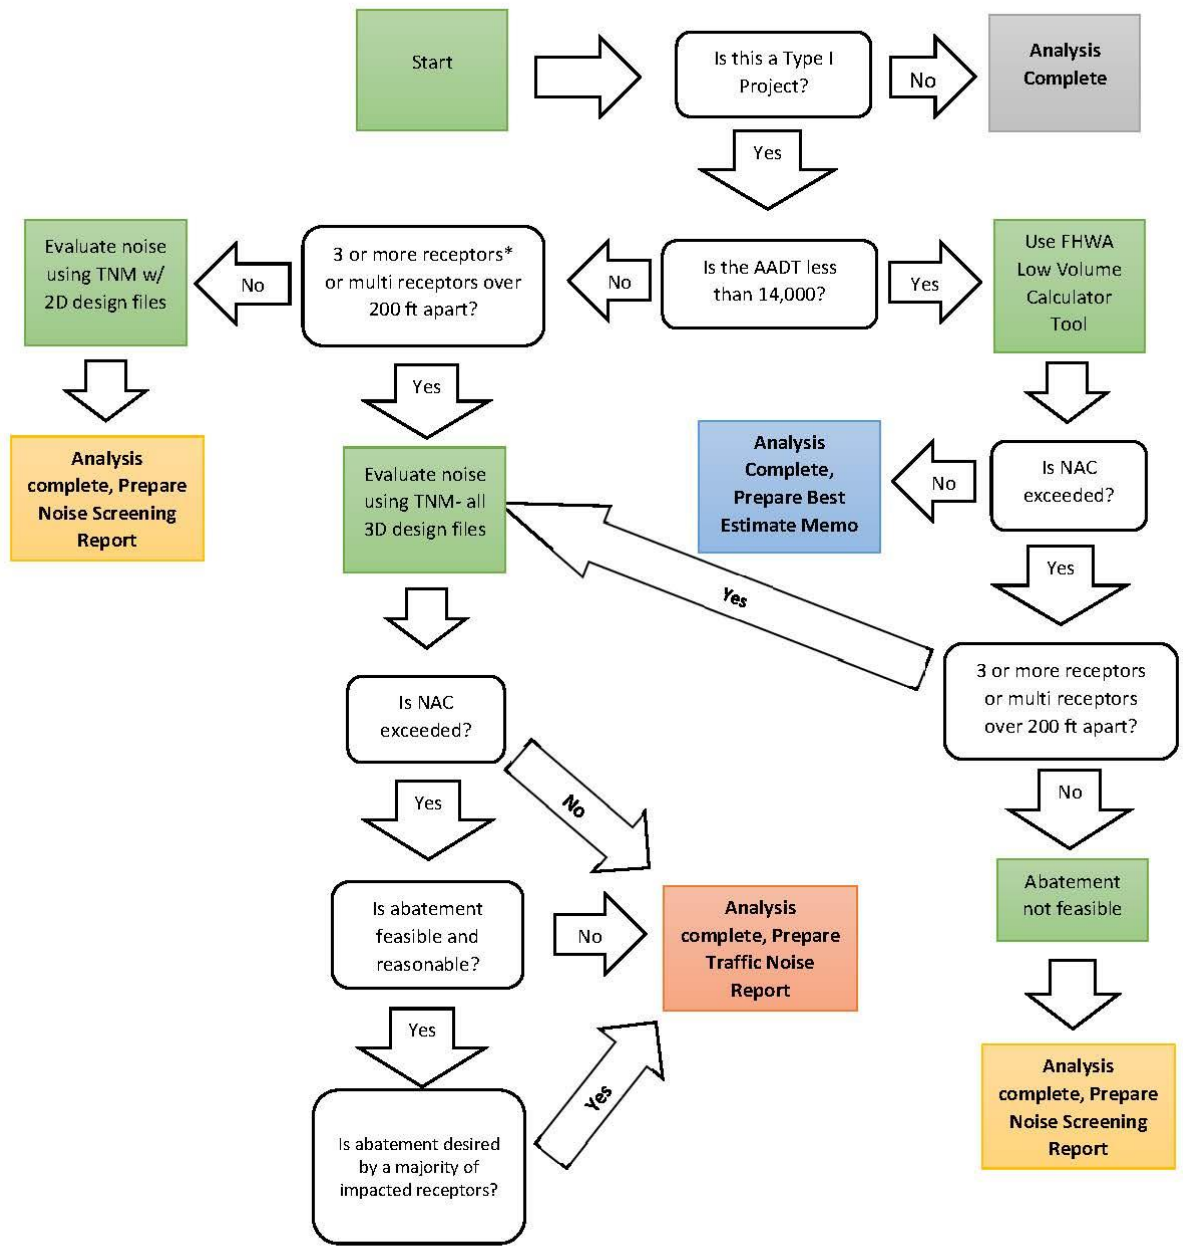 Start
Is this a Type I
Project?
No
Analysis
Complete
Yes
Evaluate noise
using TNM w/
2D design files
No
3 or more receptors*
or multi receptors over
200 ft apart?
No
Is the AADT less
than 14,000?
Yes
Use FHWA
Low Volume
Calculator
Tool
Yes
Analysis
complete, Prepare
Noise Screening
Report
Evaluate noise
using TNM- all
3D design files
Analysis
Complete,
Prepare Best
Estimate Memo
No
Is NAC
exceeded?
Yes
Yes
3 or more receptors
or multi receptors
over 200 ft apart?
Is NAC
exceeded?
No
Yes
No
Is abatement
feasible and
reasonable?
No
Analysis
complete, Prepare
Traffic Noise
Report
Abatement
not feasible
Yes
Yes
Is abatement desired
by a majority of
impacted receptors?
Analysis
complete, Prepare
Noise Screening
Report